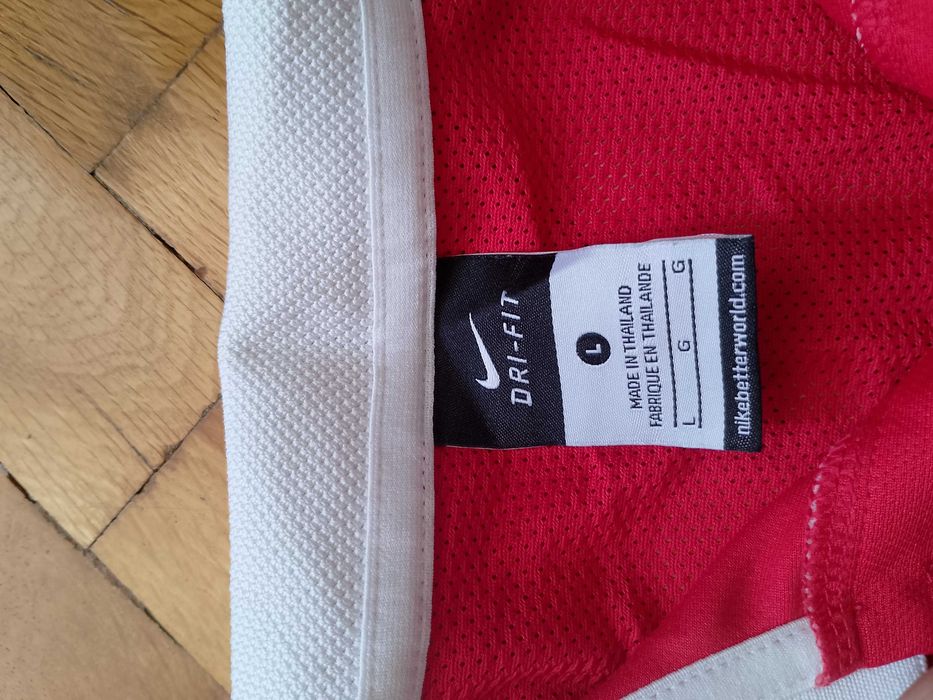 DRI-FIT
L
MADE IN THAILAND
FABRIQUE EN THAILANDE
L G G
nikebetterworld.com